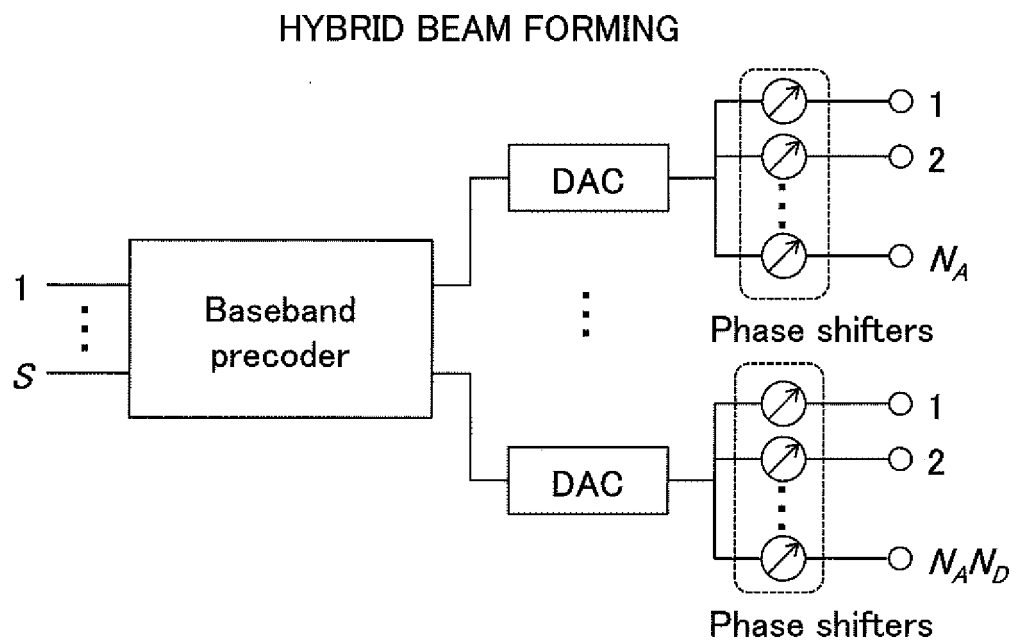 HYBRID BEAM FORMING
1
S
Baseband
precoder
DAC
1
2
N_A
Phase shifters
DAC
1
2
N_AN_D
Phase shifters